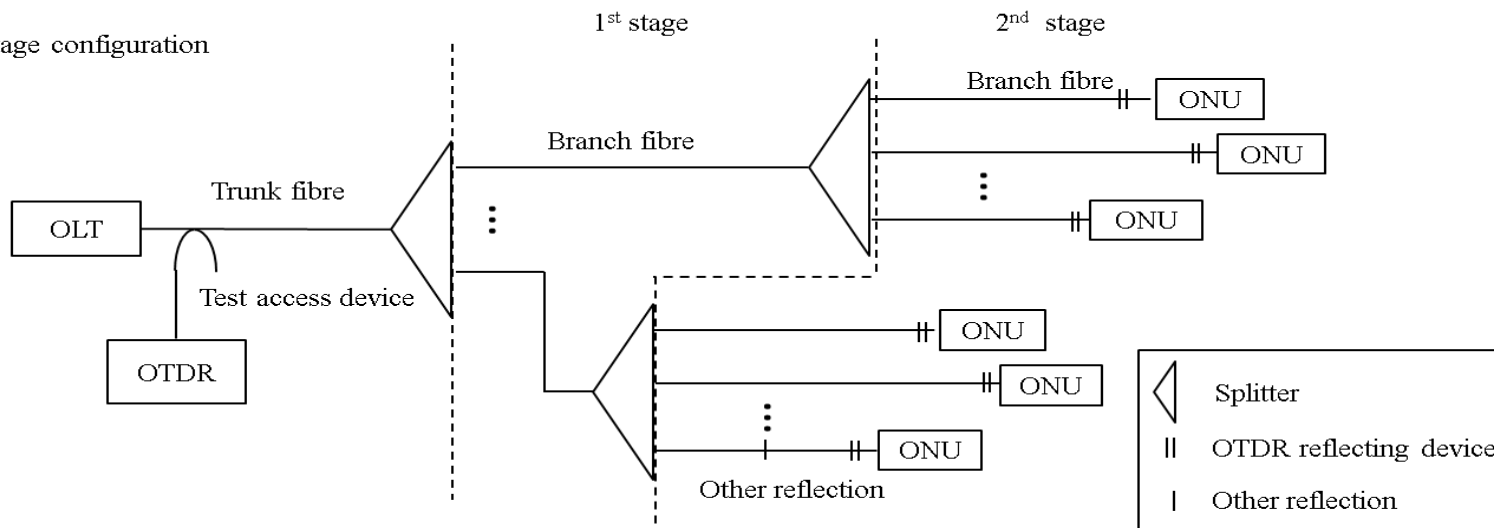 1st stage
2nd stage
configuration
Branch fibre
ONU
ONU
Branch fibre
Trunk fibre
OLT
ONU
Test access device
ONU
OTDR
ONU
Splitter
ONU
OTDR reflecting device
Other reflection
Other reflection